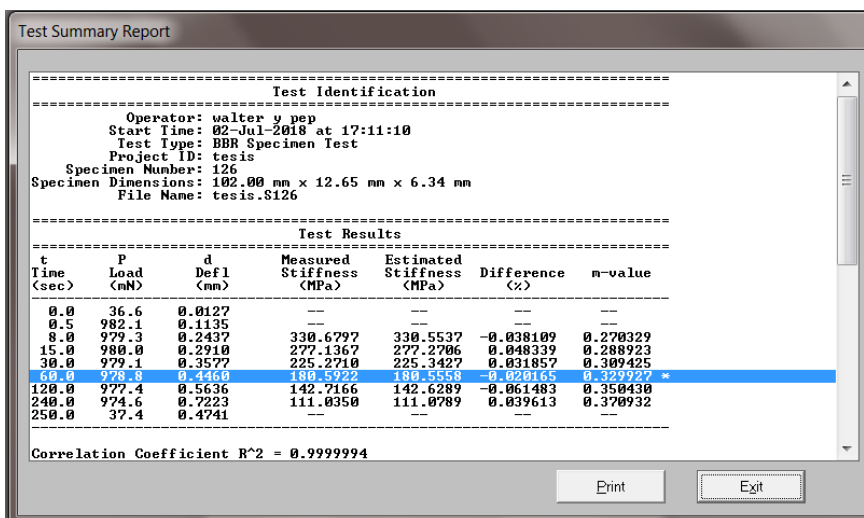 Test Summary Report
================================================================
Test Identification
================================================================
Operator: walter y pep
Start Time: 02-Jul-2018 at 17:11:10
Test Type: BBR Specimen Test
Project ID: tesis
Specimen Number: 126
Specimen Dimensions: 102.00 mm x 12.65 mm x 6.34 mm
File Name: tesis.S126
================================================================
Test Results
================================================================
t P d Measured Estimated
Time Load Defl Stiffness Stiffness Difference m-value
(sec) (mN) (mm) (MPa) (MPa) (%)
----------------------------------------------------------------
0.0 36.6 0.0127 -- -- -- --
0.5 982.1 0.1135 -- -- -- --
8.0 979.3 0.2437 330.6797 330.5537 -0.038109 0.270329
15.0 980.0 0.2910 277.1367 277.2706 0.048339 0.288923
30.0 979.1 0.3577 225.2710 225.3427 0.031857 0.309425
60.0 978.8 0.4460 180.5922 180.5558 -0.020165 0.329927 *
120.0 977.4 0.5636 142.7166 142.6289 -0.061483 0.350430
240.0 974.6 0.7223 111.0350 111.0789 0.039613 0.370932
250.0 37.4 0.4741 -- -- -- --
----------------------------------------------------------------
Correlation Coefficient R^2 = 0.9999994
Print Exit